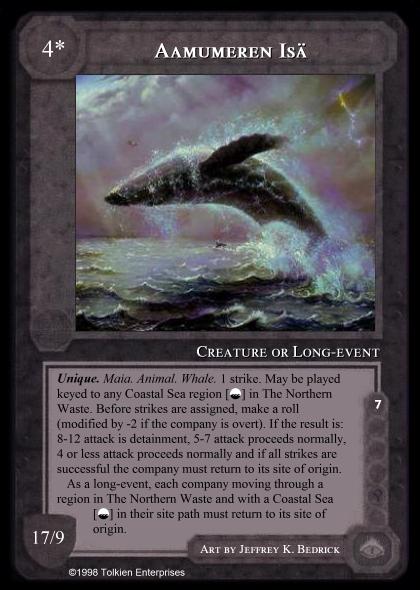 4*
Aamumeren Isä
Creature or Long-event
Unique. Maia. Animal. Whale. 1 strike. May be played
keyed to any Coastal Sea region [ ] in The Northern
Waste. Before strikes are assigned, make a roll
(modified by -2 if the company is overt). If the result is:
8-12 attack is detainment, 5-7 attack proceeds normally,
4 or less attack proceeds normally and if all strikes are
successful the company must return to its site of origin.
As a long-event, each company moving through a
region in The Northern Waste and with a Coastal Sea
[ ] in their site path must return to its site of
origin.
7
17/9
Art by Jeffrey K. Bedrick
©1998 Tolkien Enterprises